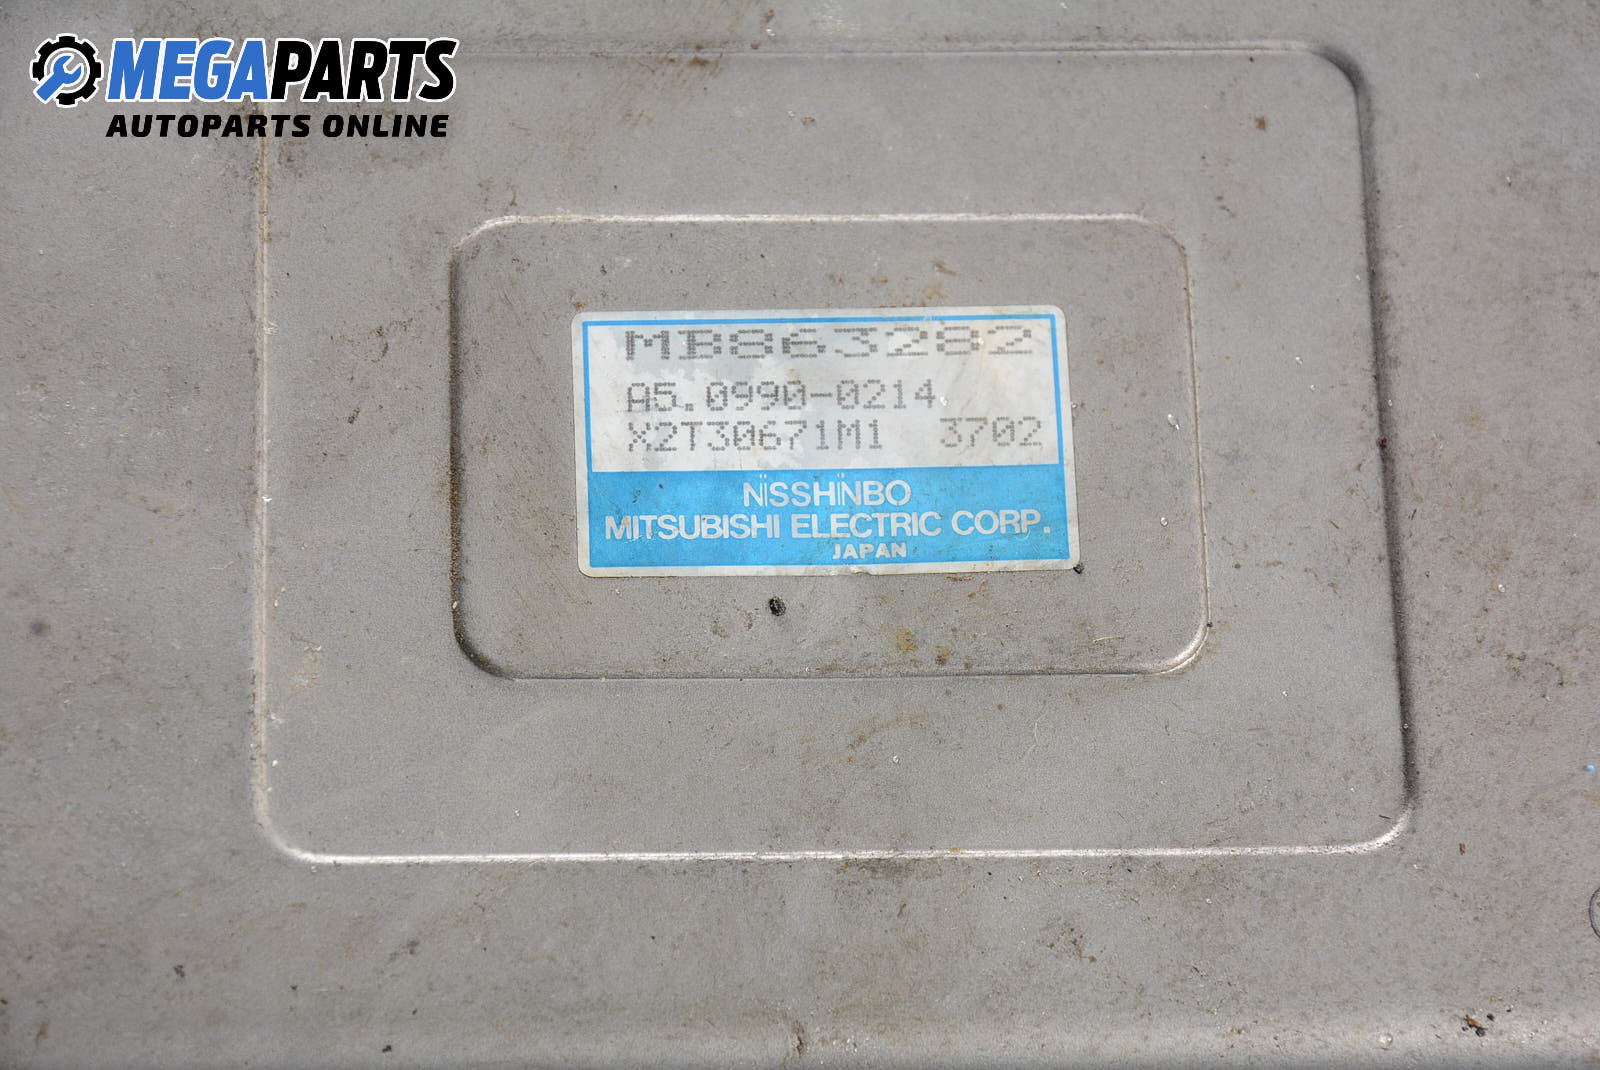 MEGAPARTS
AUTOPARTS ONLINE
MB863282
A5.0990-0214
X2T30671M1 3702
NISSHINBO
MITSUBISHI ELECTRIC CORP.
JAPAN